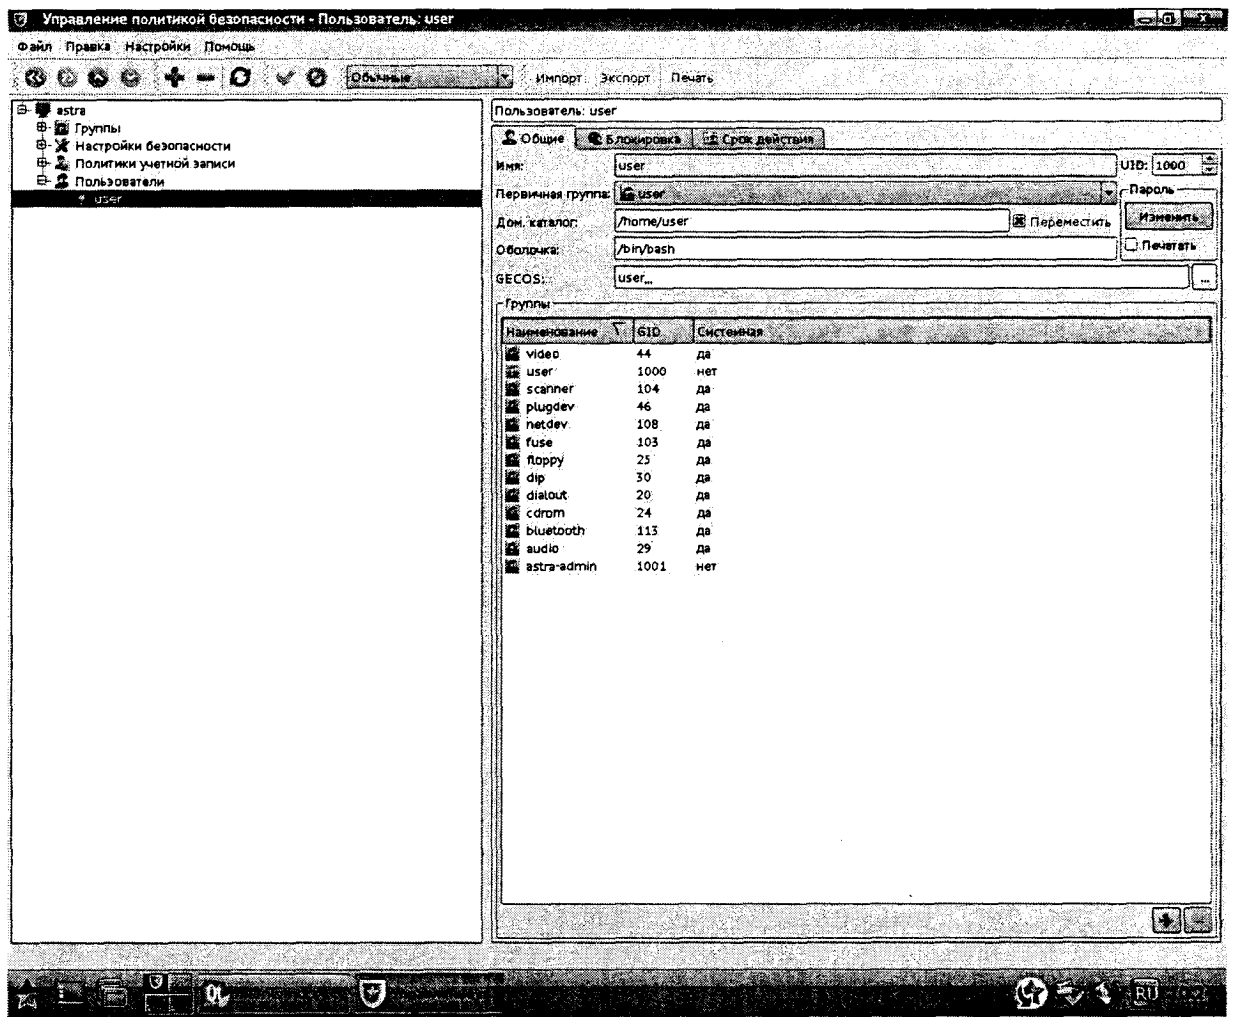 Управление политикой безопасности - Пользователь: user
Файл Правка Настройки Помощь
Обычные Импорт Экспорт Печать
astra
Группы
Настройки безопасности
Политики учетной записи
Пользователи
user
Пользователь: user
Общие Блокировка Срок действия
Имя: user UID: 1000
Первичная группа: user
Пароль
Дом. каталог: /home/user Переместить Изменить
Оболочка: /bin/bash Печатать
GECOS: user,,, ...
Группы
Наименование GID Системная
video 44 да
user 1000 нет
scanner 104 да
plugdev 46 да
netdev 108 да
fuse 103 да
floppy 25 да
dip 30 да
dialout 20 да
cdrom 24 да
bluetooth 113 да
audio 29 да
astra-admin 1001 нет
RU